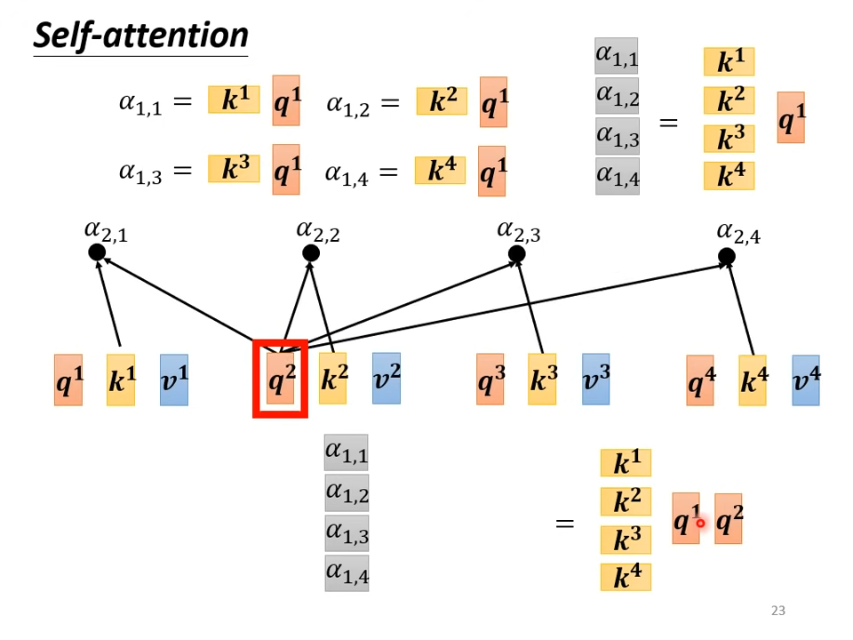 Self-attention
α1,1 = k¹ q¹ α1,2 = k² q¹
α1,3 = k³ q¹ α1,4 = k⁴ q¹
α1,1
α1,2
α1,3
α1,4
=
k¹
k²
k³
k⁴
q¹
α2,1 α2,2 α2,3 α2,4
q¹ k¹ v¹ q² k² v² q³ k³ v³ q⁴ k⁴ v⁴
α1,1
α1,2
α1,3
α1,4
=
k¹
k²
k³
k⁴
q¹ q²
23